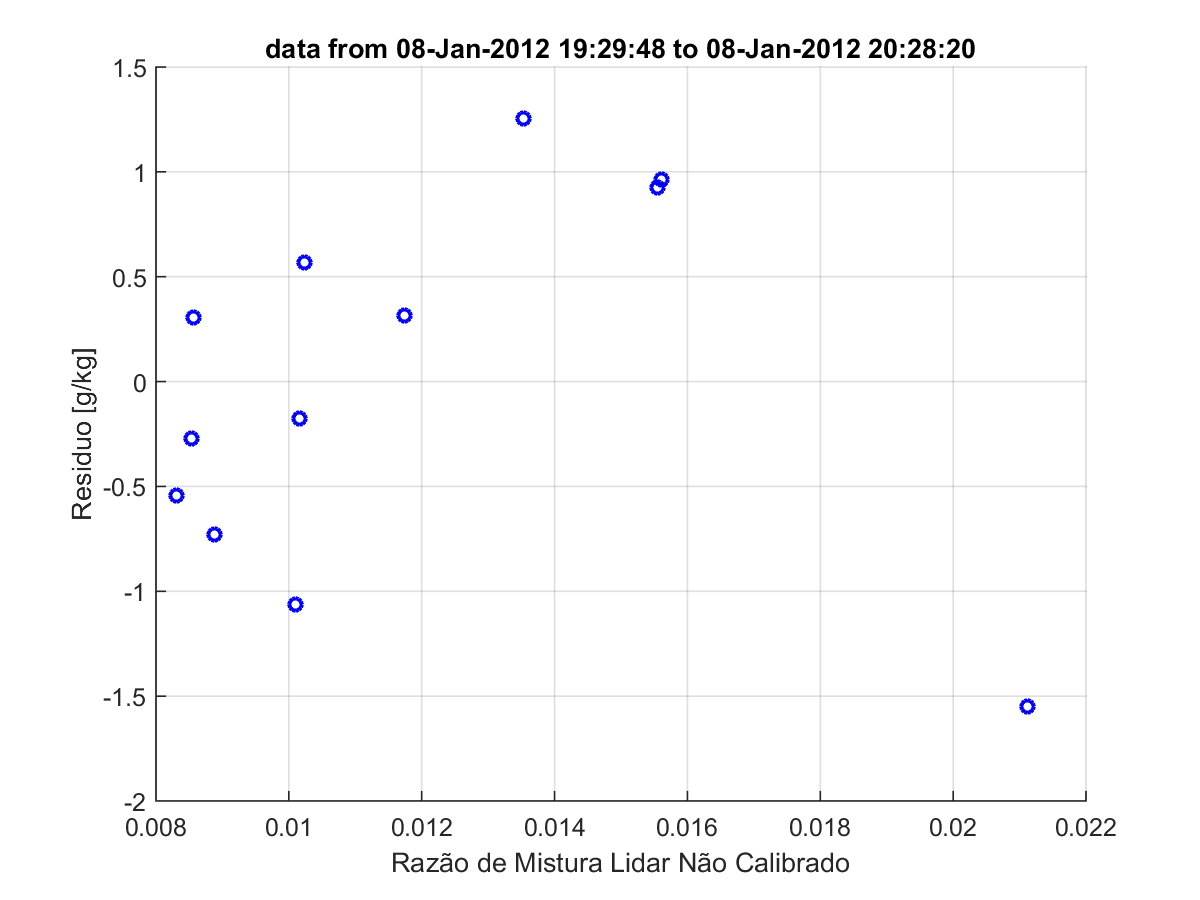 data from 08-Jan-2012 19:29:48 to 08-Jan-2012 20:28:20
1.5
1
0.5
0
-0.5
-1
-1.5
-2
Residuo [g/kg]
0.008 0.01 0.012 0.014 0.016 0.018 0.02 0.022
Razão de Mistura Lidar Não Calibrado